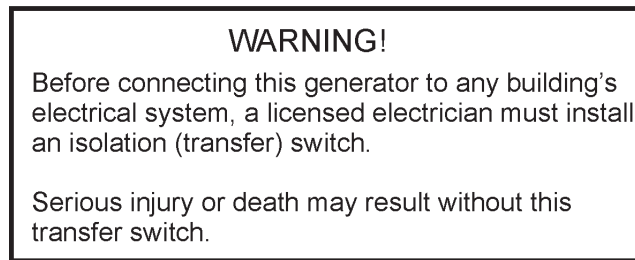 WARNING!
Before connecting this generator to any building's
electrical system, a licensed electrician must install
an isolation (transfer) switch.
Serious injury or death may result without this
transfer switch.